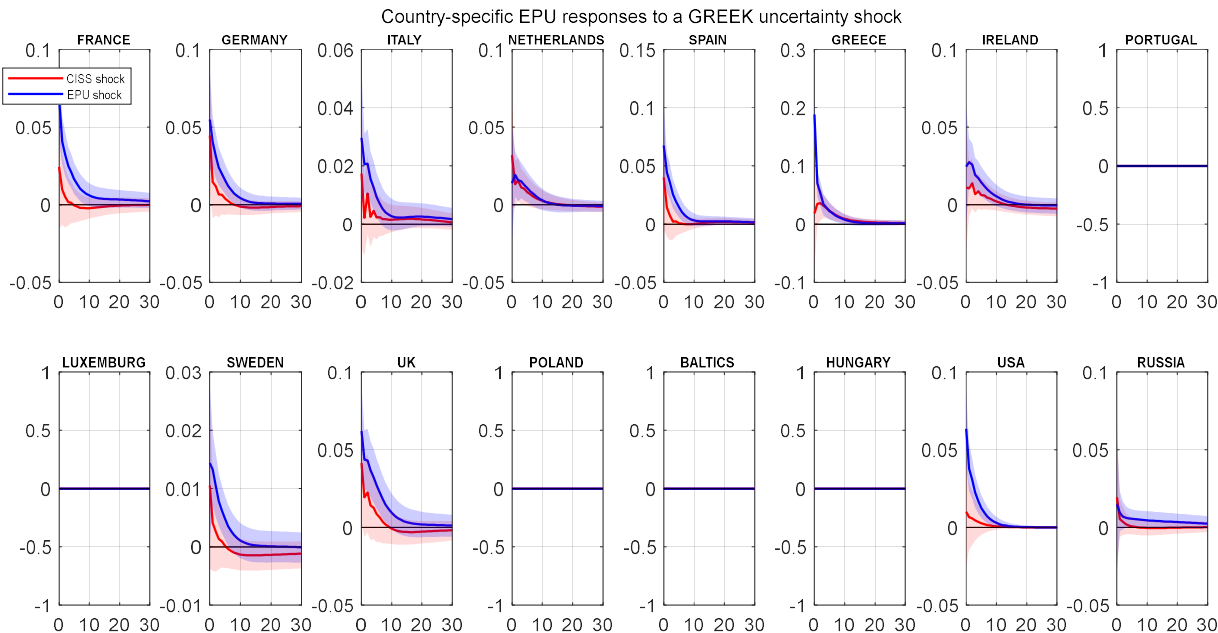 Country-specific EPU responses to a GREEK uncertainty shock
FRANCE GERMANY ITALY NETHERLANDS SPAIN GREECE IRELAND PORTUGAL
0.1 0.1 0.06 0.1 0.15 0.3 0.1 1
CISS shock
EPU shock
0.04 0.1 0.2 0.5
0.05 0.05 0.05 0.05
0.02 0.05 0.1 0
0 0 0 0
0 0 0 -0.5
-0.05 -0.05 -0.02 -0.05 -0.05 -0.1 -0.05 -1
0 10 20 30 0 10 20 30 0 10 20 30 0 10 20 30 0 10 20 30 0 10 20 30 0 10 20 30 0 10 20 30
LUXEMBURG SWEDEN UK POLAND BALTICS HUNGARY USA RUSSIA
1 0.03 0.1 1 1 1 0.1 0.1
0.5 0.02 0.5 0.5 0.5
0.05 0.05 0.05
0 0.01 0 0 0
0 0 0
-0.5 0 -0.5 -0.5 -0.5
-1 -0.01 -0.05 -1 -1 -1 -0.05 -0.05
0 10 20 30 0 10 20 30 0 10 20 30 0 10 20 30 0 10 20 30 0 10 20 30 0 10 20 30 0 10 20 30